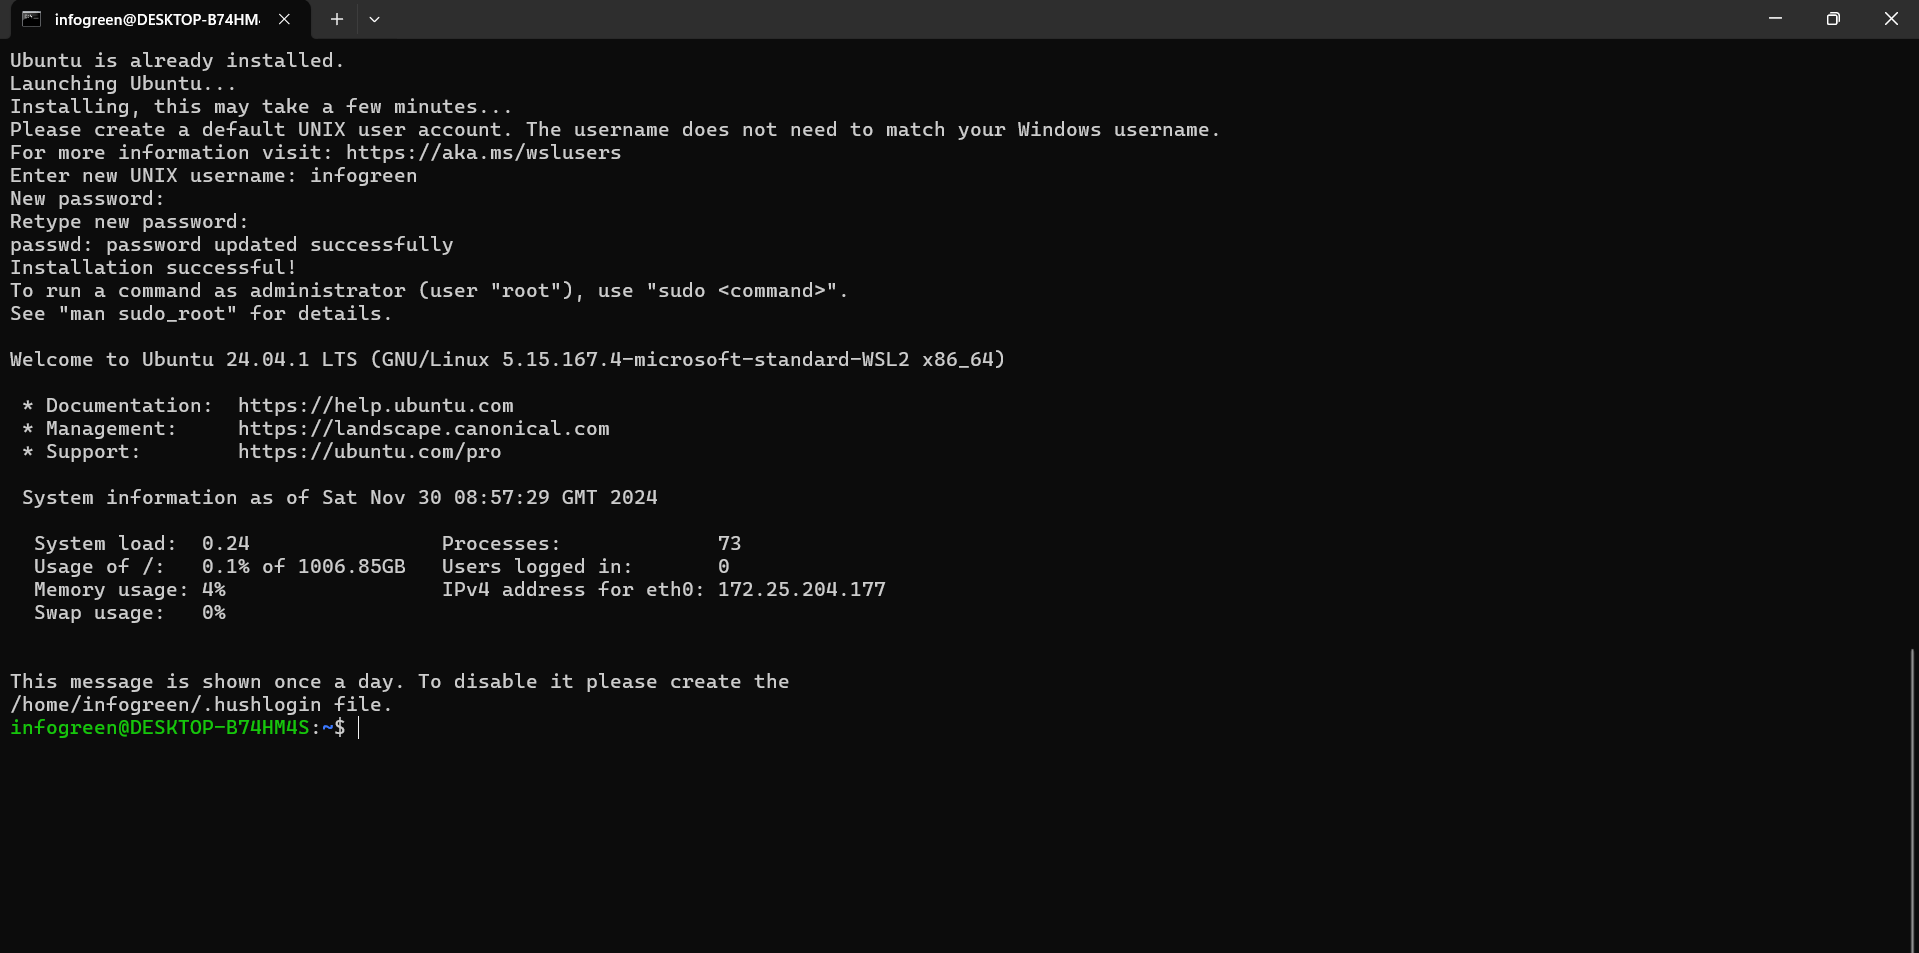 infogreen@DESKTOP-B74HM
Ubuntu is already installed.
Launching Ubuntu...
Installing, this may take a few minutes...
Please create a default UNIX user account. The username does not need to match your Windows username.
For more information visit: https://aka.ms/wslusers
Enter new UNIX username: infogreen
New password:
Retype new password:
passwd: password updated successfully
Installation successful!
To run a command as administrator (user "root"), use "sudo <command>".
See "man sudo_root" for details.
Welcome to Ubuntu 24.04.1 LTS (GNU/Linux 5.15.167.4-microsoft-standard-WSL2 x86_64)
* Documentation:  https://help.ubuntu.com
* Management:     https://landscape.canonical.com
* Support:        https://ubuntu.com/pro
System information as of Sat Nov 30 08:57:29 GMT 2024
System load:  0.24                Processes:             73
Usage of /:   0.1% of 1006.85GB   Users logged in:       0
Memory usage: 4%                  IPv4 address for eth0: 172.25.204.177
Swap usage:   0%
This message is shown once a day. To disable it please create the
/home/infogreen/.hushlogin file.
infogreen@DESKTOP-B74HM4S:~$